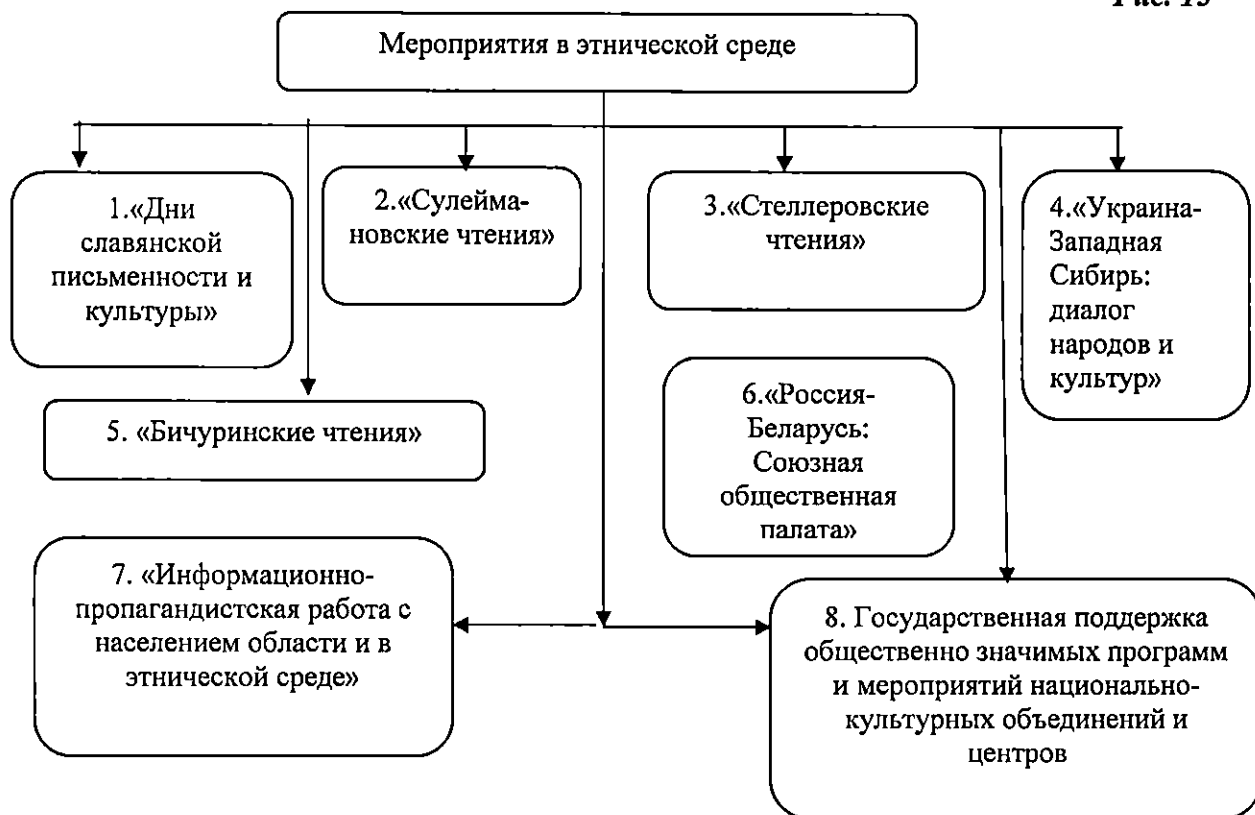 Рис. 15
Мероприятия в этнической среде
1.«Дни
славянской
письменности и
культуры»
2.«Сулейма-
новские чтения»
3.«Стеллеровские
чтения»
4.«Украина-
Западная
Сибирь:
диалог
народов и
культур»
5. «Бичуринские чтения»
6.«Россия-
Беларусь:
Союзная
общественная
палата»
7. «Информационно-
пропагандистская работа с
населением области и в
этнической среде»
8. Государственная поддержка
общественно значимых программ
и мероприятий национально-
культурных объединений и
центров